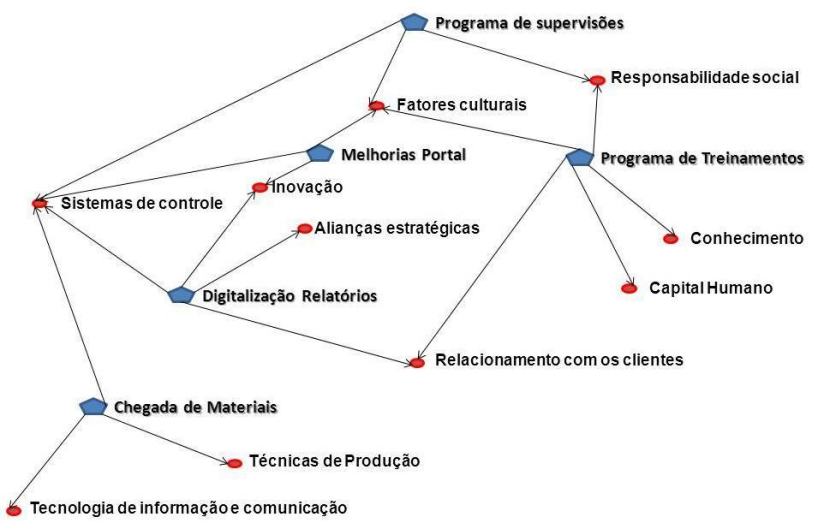 Programa de supervisões
Responsabilidade social
Fatores culturais
Melhorias Portal
Programa de Treinamentos
Inovação
Sistemas de controle
Alianças estratégicas
Conhecimento
Capital Humano
Digitalização Relatórios
Relacionamento com os clientes
Chegada de Materiais
Técnicas de Produção
Tecnologia de informação e comunicação